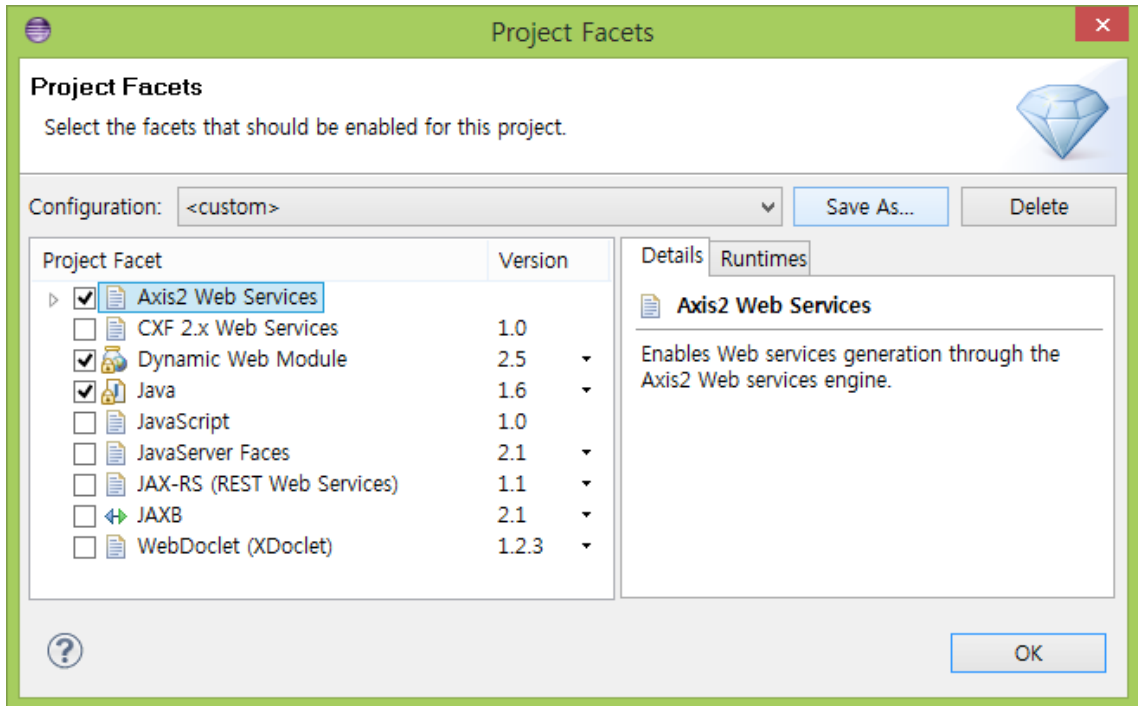 Project Facets
Project Facets
Select the facets that should be enabled for this project.
Configuration: <custom> Save As... Delete
Project Facet Version
Axis2 Web Services
CXF 2.x Web Services 1.0
Dynamic Web Module 2.5
Java 1.6
JavaScript 1.0
JavaServer Faces 2.1
JAX-RS (REST Web Services) 1.1
JAXB 2.1
WebDoclet (XDoclet) 1.2.3
Details Runtimes
Axis2 Web Services
Enables Web services generation through the
Axis2 Web services engine.
OK